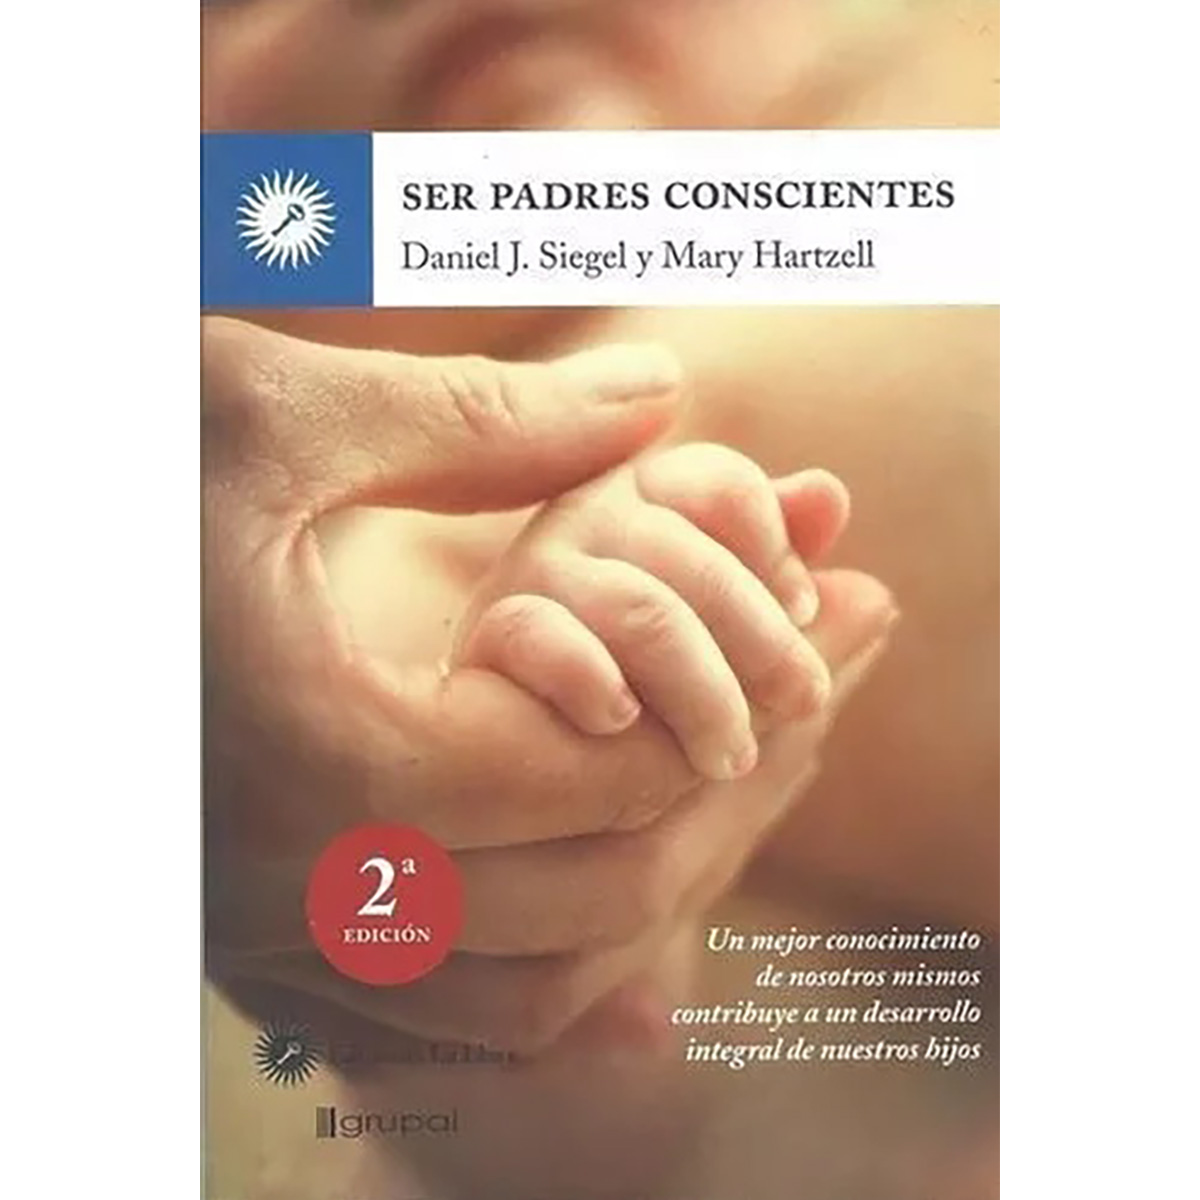 SER PADRES CONSCIENTES
Daniel J. Siegel y Mary Hartzell
2ª
EDICIÓN
Un mejor conocimiento
de nosotros mismos
contribuye a un desarrollo
integral de nuestros hijos
grupal